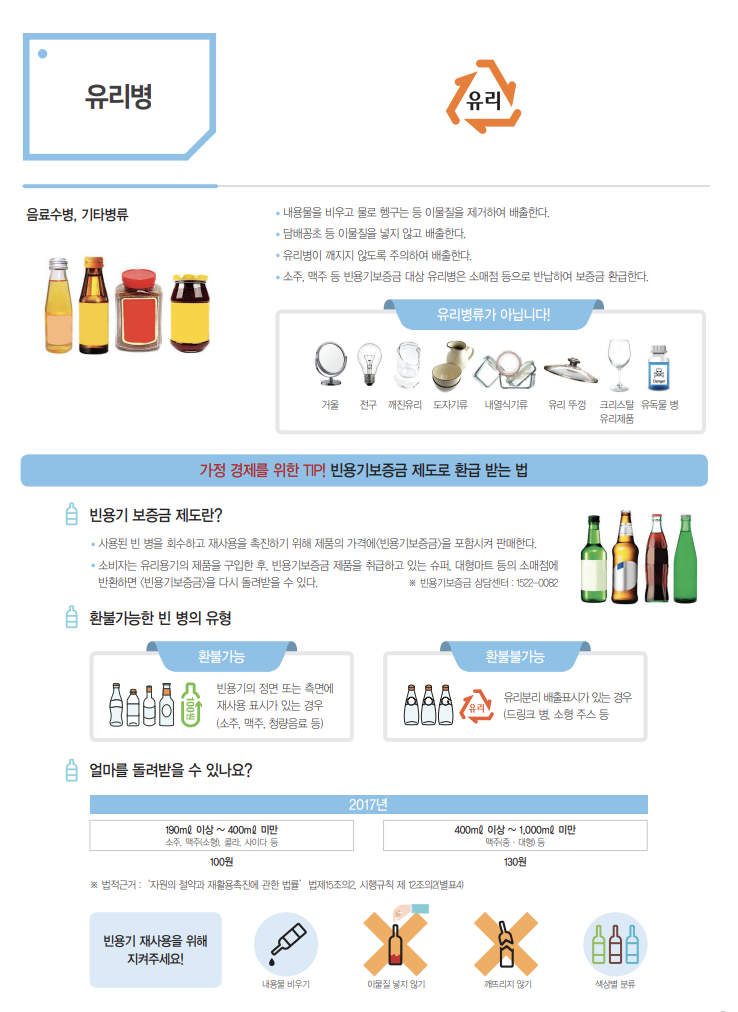 유리병
유리
음료수병, 기타병류
• 내용물을 비우고 물로 헹구는 등 이물질을 제거하여 배출한다.
• 담배꽁초 등 이물질을 넣지 않고 배출한다.
• 유리병이 깨지지 않도록 주의하여 배출한다.
• 소주, 맥주 등 빈용기보증금 대상 유리병은 소매점 등으로 반납하여 보증금 환급한다.
유리병류가 아닙니다!
Danger
거울 전구 깨진유리 도자기류 내열식기류 유리 뚜껑 크리스탈 유독물 병
유리제품
가정 경제를 위한 TIP! 빈용기보증금 제도로 환급 받는 법
빈용기 보증금 제도란?
• 사용된 빈 병을 회수하고 재사용을 촉진하기 위해 제품의 가격에<빈용기보증금>을 포함시켜 판매한다.
• 소비자는 유리용기의 제품을 구입한 후, 빈용기보증금 제품을 취급하고 있는 슈퍼, 대형마트 등의 소매점에
반환하면 <빈용기보증금>을 다시 돌려받을 수 있다.
※ 빈용기보증금 상담센터 : 1522-0082
환불가능한 빈 병의 유형
환불가능
100원
빈용기의 정면 또는 측면에
재사용 표시가 있는 경우
(소주, 맥주, 청량음료 등)
환불불가능
유리
유리분리 배출표시가 있는 경우
(드링크 병, 소형 주스 등
얼마를 돌려받을 수 있나요?
2017년
190㎖ 이상 ~ 400㎖ 미만
소주, 맥주(소형), 콜라, 사이다 등
100원
400㎖ 이상 ~ 1,000㎖ 미만
맥주(중 · 대형) 등
130원
※ 법적근거 : ‘자원의 절약과 재활용촉진에 관한 법률’ 법제15조의2, 시행규칙 제 12조의2(별표4)
빈용기 재사용을 위해
지켜주세요!
내용물 비우기
이물질 넣지 않기
깨뜨리지 않기
색상별 분류